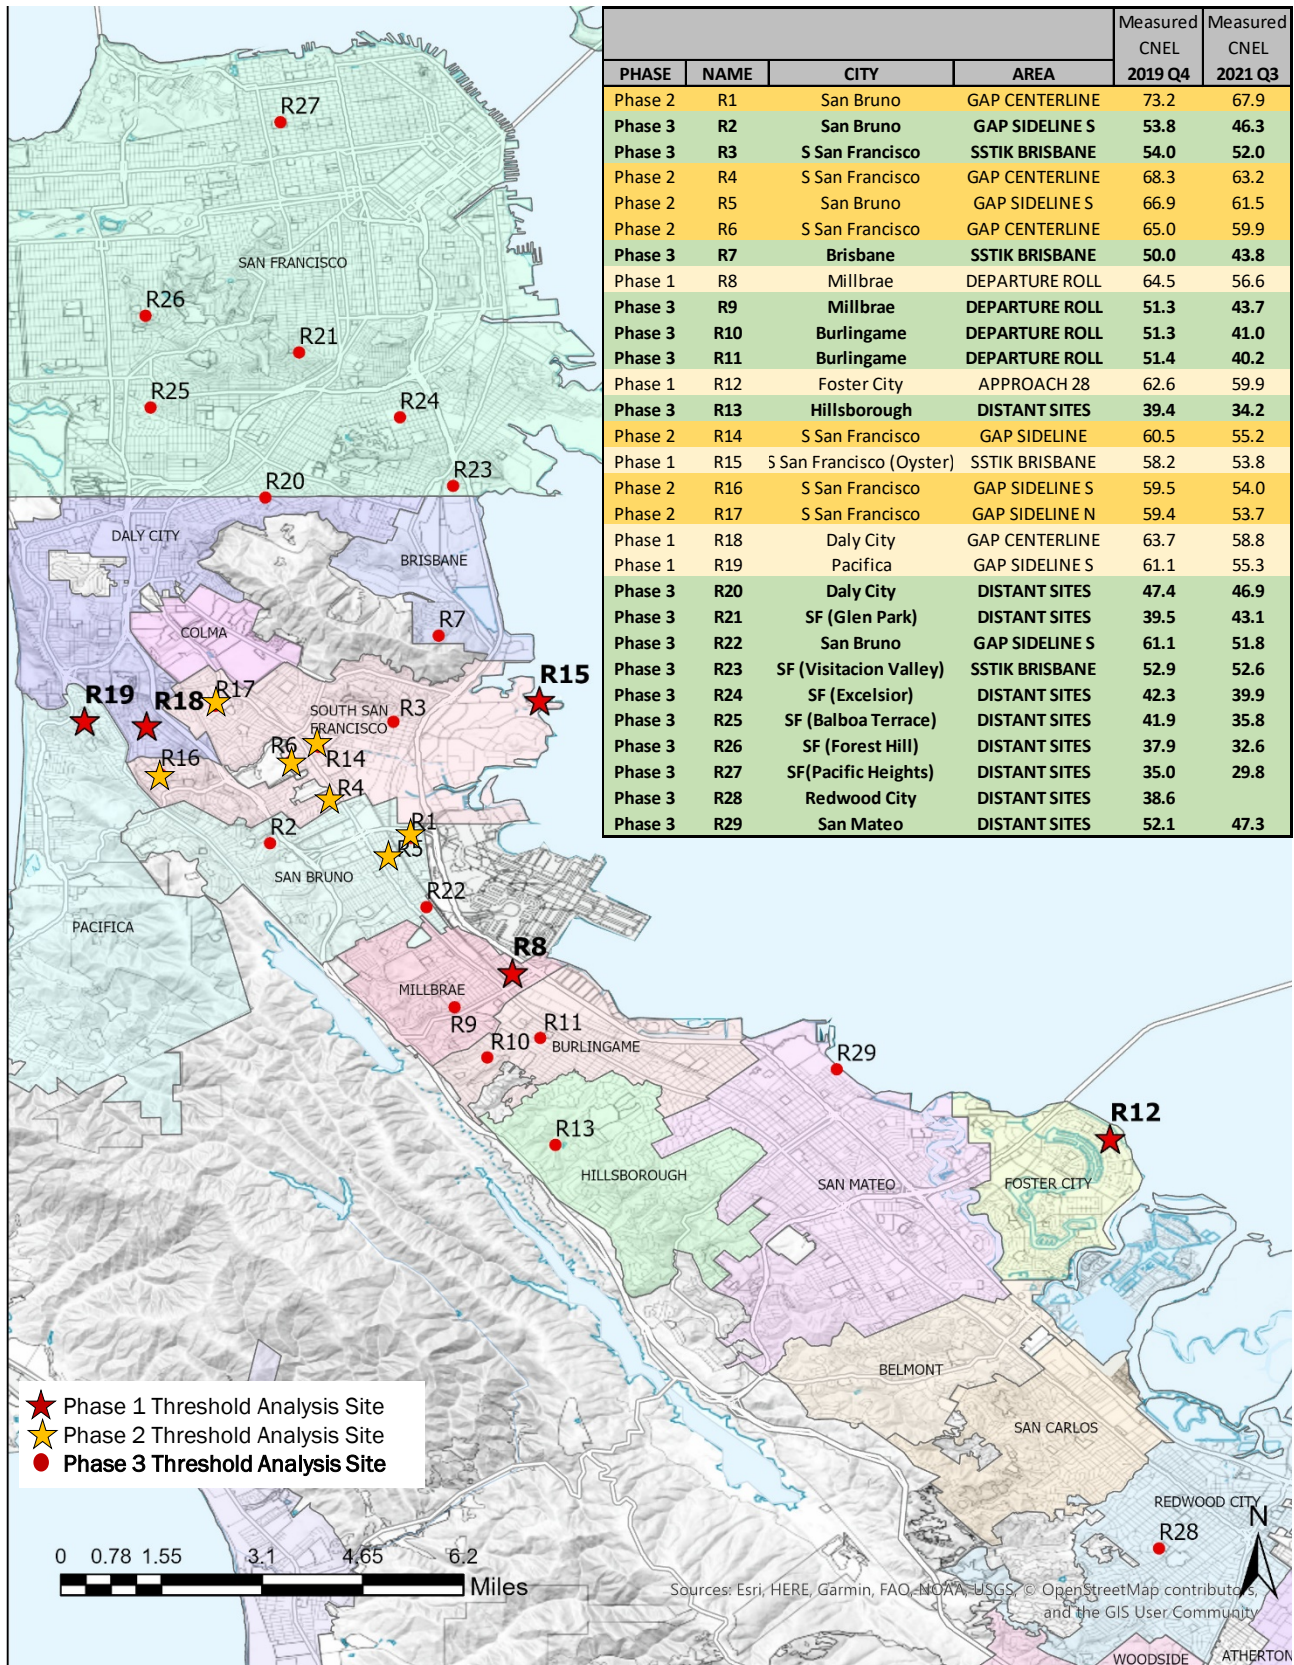 Measured Measured
CNEL CNEL
PHASE NAME CITY AREA 2019 Q4 2021 Q3
Phase 2 R1 San Bruno GAP CENTERLINE 73.2 67.9
Phase 3 R2 San Bruno GAP SIDELINE S 53.8 46.3
Phase 3 R3 S San Francisco SSTIK BRISBANE 54.0 52.0
Phase 2 R4 S San Francisco GAP CENTERLINE 68.3 63.2
Phase 2 R5 San Bruno GAP SIDELINE S 66.9 61.5
Phase 2 R6 S San Francisco GAP CENTERLINE 65.0 59.9
Phase 3 R7 Brisbane SSTIK BRISBANE 50.0 43.8
Phase 1 R8 Millbrae DEPARTURE ROLL 64.5 56.6
Phase 3 R9 Millbrae DEPARTURE ROLL 51.3 43.7
Phase 3 R10 Burlingame DEPARTURE ROLL 51.3 41.0
Phase 3 R11 Burlingame DEPARTURE ROLL 51.4 40.2
Phase 1 R12 Foster City APPROACH 28 62.6 59.9
Phase 3 R13 Hillsborough DISTANT SITES 39.4 34.2
Phase 2 R14 S San Francisco GAP SIDELINE 60.5 55.2
Phase 1 R15 S San Francisco (Oyster) SSTIK BRISBANE 58.2 53.8
Phase 2 R16 S San Francisco GAP SIDELINE S 59.5 54.0
Phase 2 R17 S San Francisco GAP SIDELINE N 59.4 53.7
Phase 1 R18 Daly City GAP CENTERLINE 63.7 58.8
Phase 1 R19 Pacifica GAP SIDELINE S 61.1 55.3
Phase 3 R20 Daly City DISTANT SITES 47.4 46.9
Phase 3 R21 SF (Glen Park) DISTANT SITES 39.5 43.1
Phase 3 R22 San Bruno GAP SIDELINE S 61.1 51.8
Phase 3 R23 SF (Visitacion Valley) SSTIK BRISBANE 52.9 52.6
Phase 3 R24 SF (Excelsior) DISTANT SITES 42.3 39.9
Phase 3 R25 SF (Balboa Terrace) DISTANT SITES 41.9 35.8
Phase 3 R26 SF (Forest Hill) DISTANT SITES 37.9 32.6
Phase 3 R27 SF(Pacific Heights) DISTANT SITES 35.0 29.8
Phase 3 R28 Redwood City DISTANT SITES 38.6
Phase 3 R29 San Mateo DISTANT SITES 52.1 47.3
R27
SAN FRANCISCO
R26
R21
R25
R24
R23
R20
DALY CITY
BRISBANE
R7
COLMA
R15
R19
R18
R17
SOUTH SAN
FRANCISCO
R3
R6
R14
R16
R4
R1
R2
R5
SAN BRUNO
R22
PACIFICA
R8
MILLBRAE
R9
R11
R10
BURLINGAME
R29
R12
R13
HILLSBOROUGH
SAN MATEO
FOSTER CITY
BELMONT
SAN CARLOS
REDWOOD CITY
N
R28
Phase 1 Threshold Analysis Site
Phase 2 Threshold Analysis Site
Phase 3 Threshold Analysis Site
0 0.78 1.55 3.1 4.65 6.2
Miles
Sources: Esri, HERE, Garmin, FAO, NOAA, USGS, © OpenStreetMap contributors,
and the GIS User Community
WOODSIDE
ATHERTON